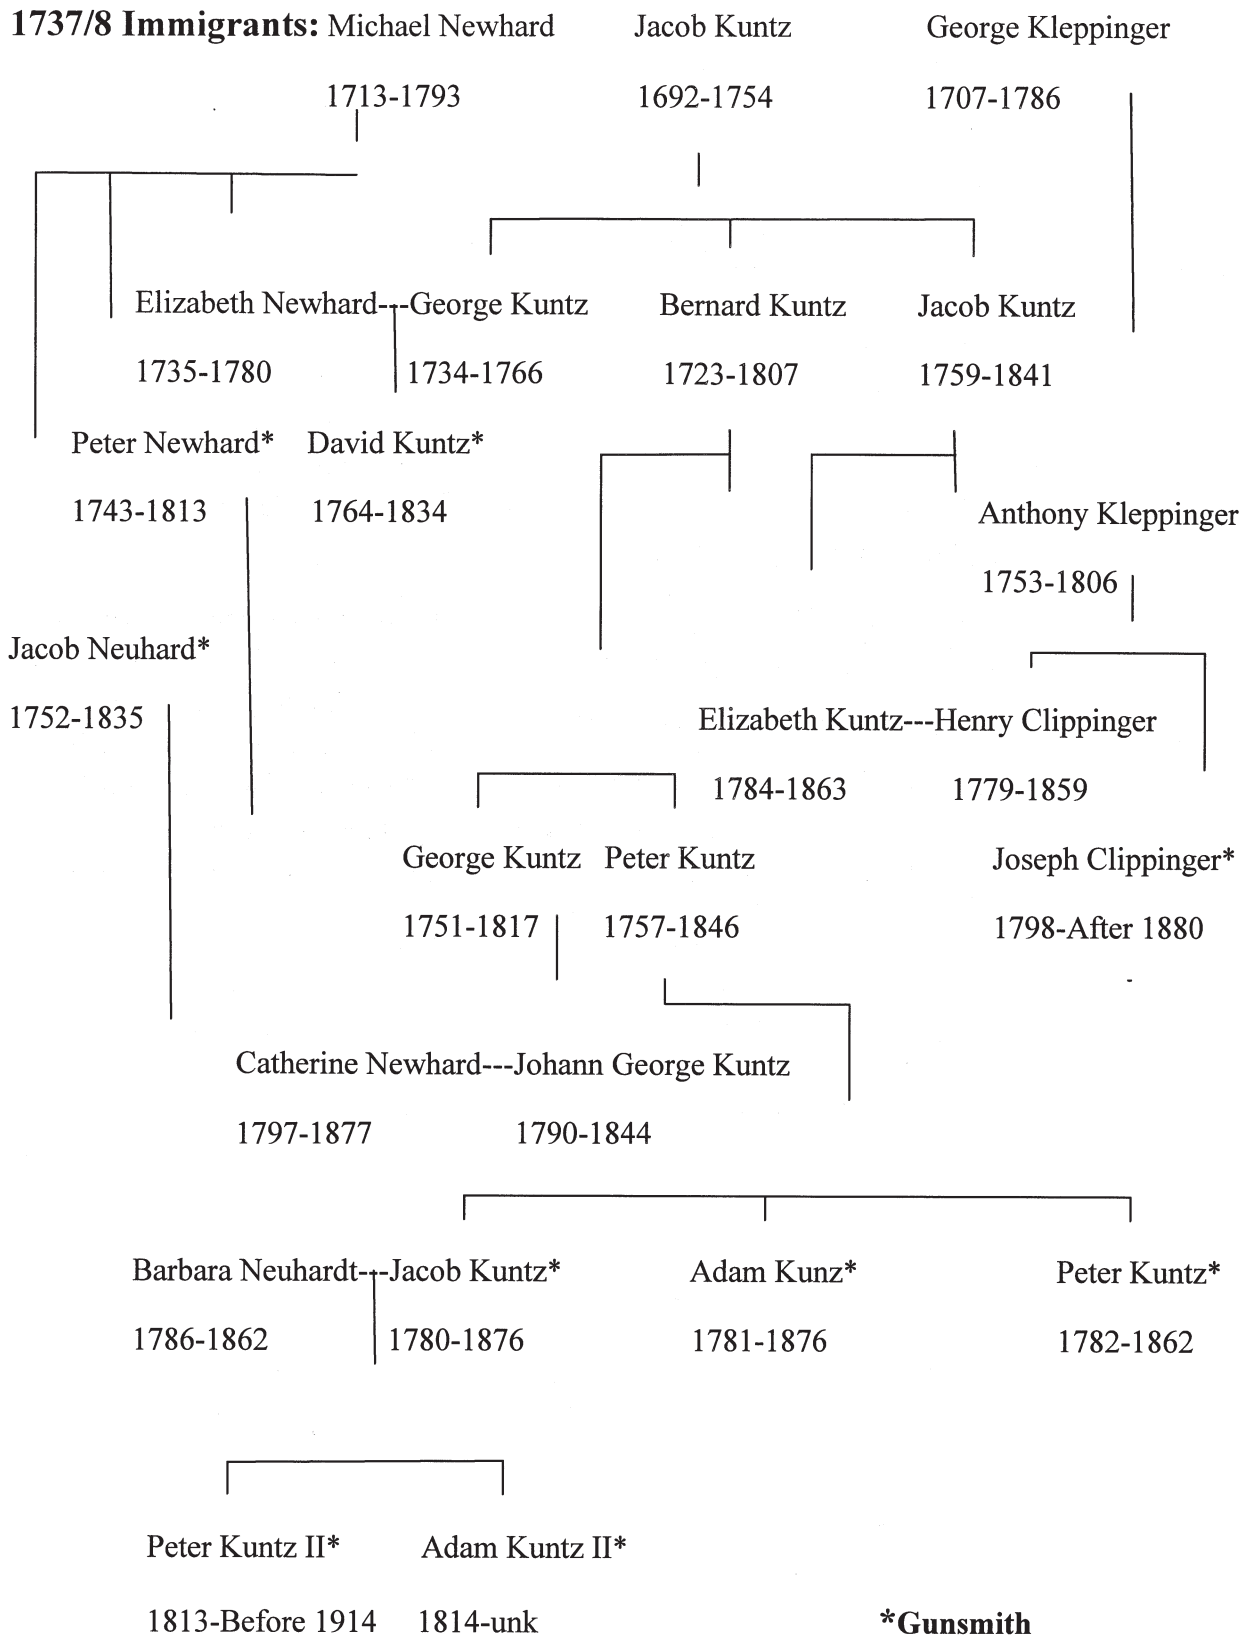 1737/8 Immigrants: Michael Newhard Jacob Kuntz George Kleppinger
1713-1793 1692-1754 1707-1786
Elizabeth Newhard---George Kuntz Bernard Kuntz Jacob Kuntz
1735-1780 1734-1766 1723-1807 1759-1841
Peter Newhard* David Kuntz*
1743-1813 1764-1834 Anthony Kleppinger
1753-1806
Jacob Neuhard*
1752-1835 Elizabeth Kuntz---Henry Clippinger
1784-1863 1779-1859
George Kuntz Peter Kuntz Joseph Clippinger*
1751-1817 1757-1846 1798-After 1880
Catherine Newhard---Johann George Kuntz
1797-1877 1790-1844
Barbara Neuhardt---Jacob Kuntz* Adam Kunz* Peter Kuntz*
1786-1862 1780-1876 1781-1876 1782-1862
Peter Kuntz II* Adam Kuntz II*
1813-Before 1914 1814-unk *Gunsmith